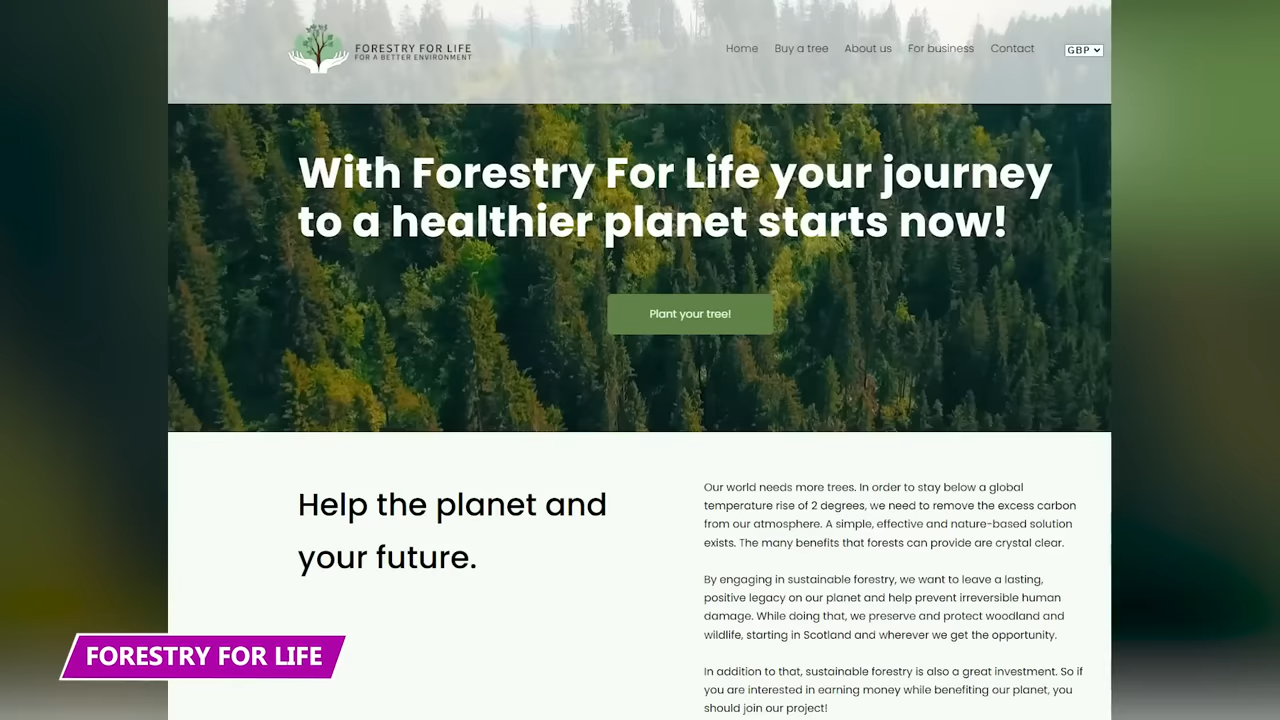 FORESTRY FOR LIFE
FOR A BETTER ENVIRONMENT
Home Buy a tree About us For business Contact GBP
With Forestry For Life your journey
to a healthier planet starts now!
Plant your tree!
Help the planet and
your future.
Our world needs more trees. In order to stay below a global
temperature rise of 2 degrees, we need to remove the excess carbon
from our atmosphere. A simple, effective and nature-based solution
exists. The many benefits that forests can provide are crystal clear.
By engaging in sustainable forestry, we want to leave a lasting,
positive legacy on our planet and help prevent irreversible human
damage. While doing that, we preserve and protect woodland and
wildlife, starting in Scotland and wherever we get the opportunity.
In addition to that, sustainable forestry is also a great investment. So if
you are interested in earning money while benefiting our planet, you
should join our project!
FORESTRY FOR LIFE